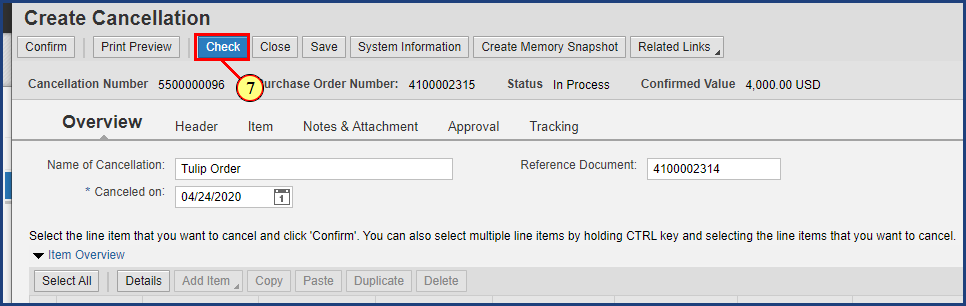 Create Cancellation
Confirm Print Preview Check Close Save System Information Create Memory Snapshot Related Links
Cancellation Number 5500000096 7 urchase Order Number: 4100002315 Status In Process Confirmed Value 4,000.00 USD
Overview Header Item Notes & Attachment Approval Tracking
Name of Cancellation: Tulip Order Reference Document: 4100002314
* Canceled on: 04/24/2020 1
Select the line item that you want to cancel and click 'Confirm'. You can also select multiple line items by holding CTRL key and selecting the line items that you want to cancel.
Item Overview
Select All Details Add Item Copy Paste Duplicate Delete